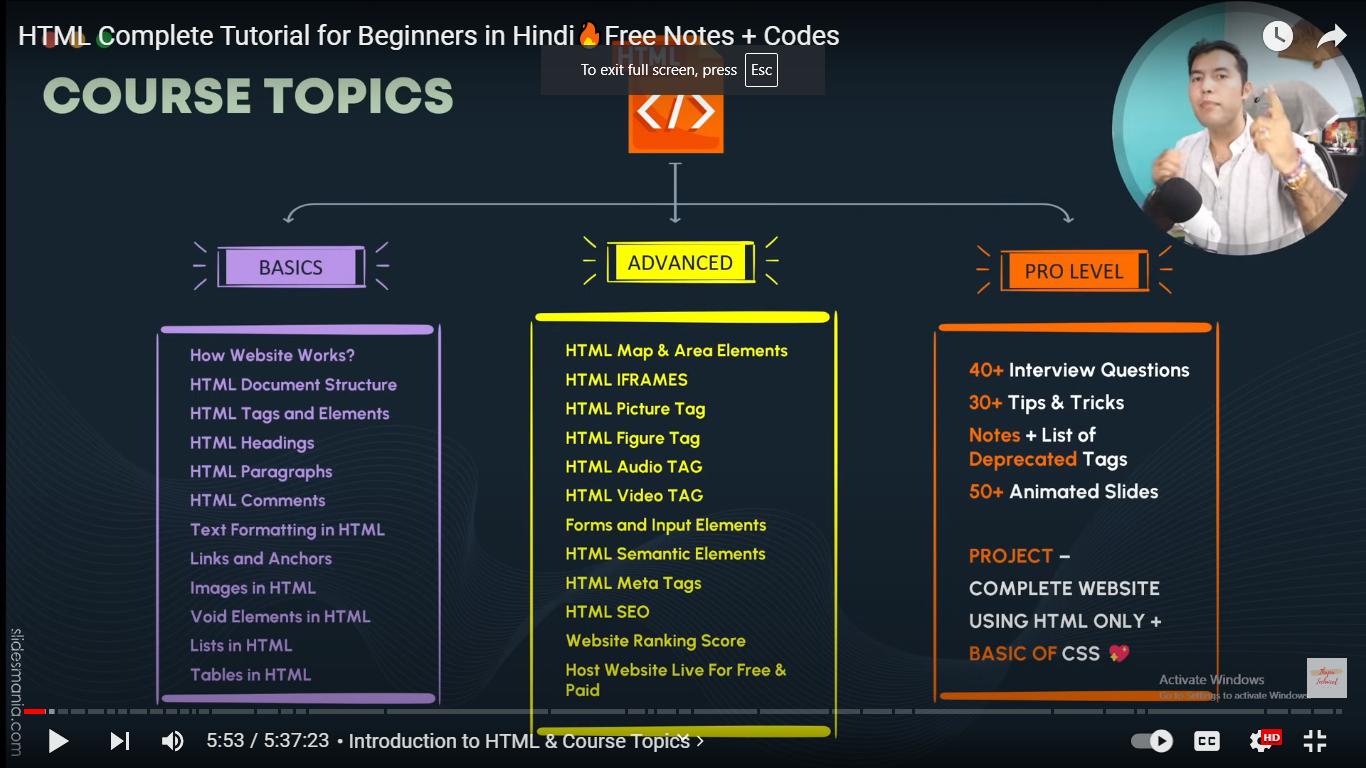 HTML Complete Tutorial for Beginners in Hindi🔥Free Notes + Codes
To exit full screen, press Esc
COURSE TOPICS
HTML
</>
BASICS
How Website Works?
HTML Document Structure
HTML Tags and Elements
HTML Headings
HTML Paragraphs
HTML Comments
Text Formatting in HTML
Links and Anchors
Images in HTML
Void Elements in HTML
Lists in HTML
Tables in HTML
ADVANCED
HTML Map & Area Elements
HTML IFRAMES
HTML Picture Tag
HTML Figure Tag
HTML Audio TAG
HTML Video TAG
Forms and Input Elements
HTML Semantic Elements
HTML Meta Tags
HTML SEO
Website Ranking Score
Host Website Live For Free &
Paid
PRO LEVEL
40+ Interview Questions
30+ Tips & Tricks
Notes + List of
Deprecated Tags
50+ Animated Slides
PROJECT –
COMPLETE WEBSITE
USING HTML ONLY +
BASIC OF CSS 💖
slidesmania.com
Activate Windows
Go to Settings to activate Windows.
Thapa
Technical
5:53 / 5:37:23 • Introduction to HTML & Course Topics >
CC
HD